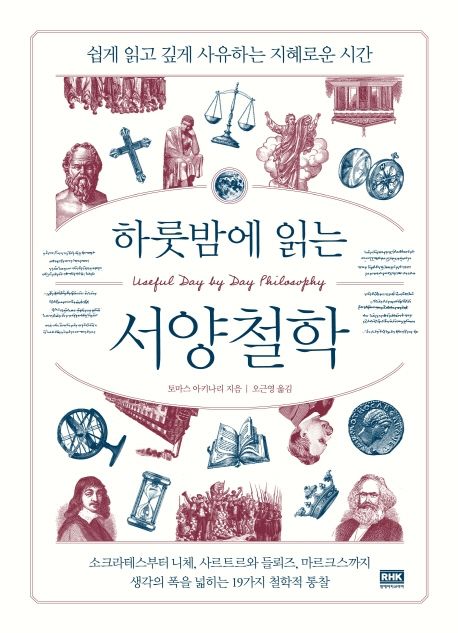 쉽게 읽고 깊게 사유하는 지혜로운 시간
하룻밤에 읽는
Useful Day by Day Philosophy
서양철학
토마스 아키나리 지음 | 오근영 옮김
소크라테스부터 니체, 사르트르와 들뢰즈, 마르크스까지
생각의 폭을 넓히는 19가지 철학적 통찰
RHK